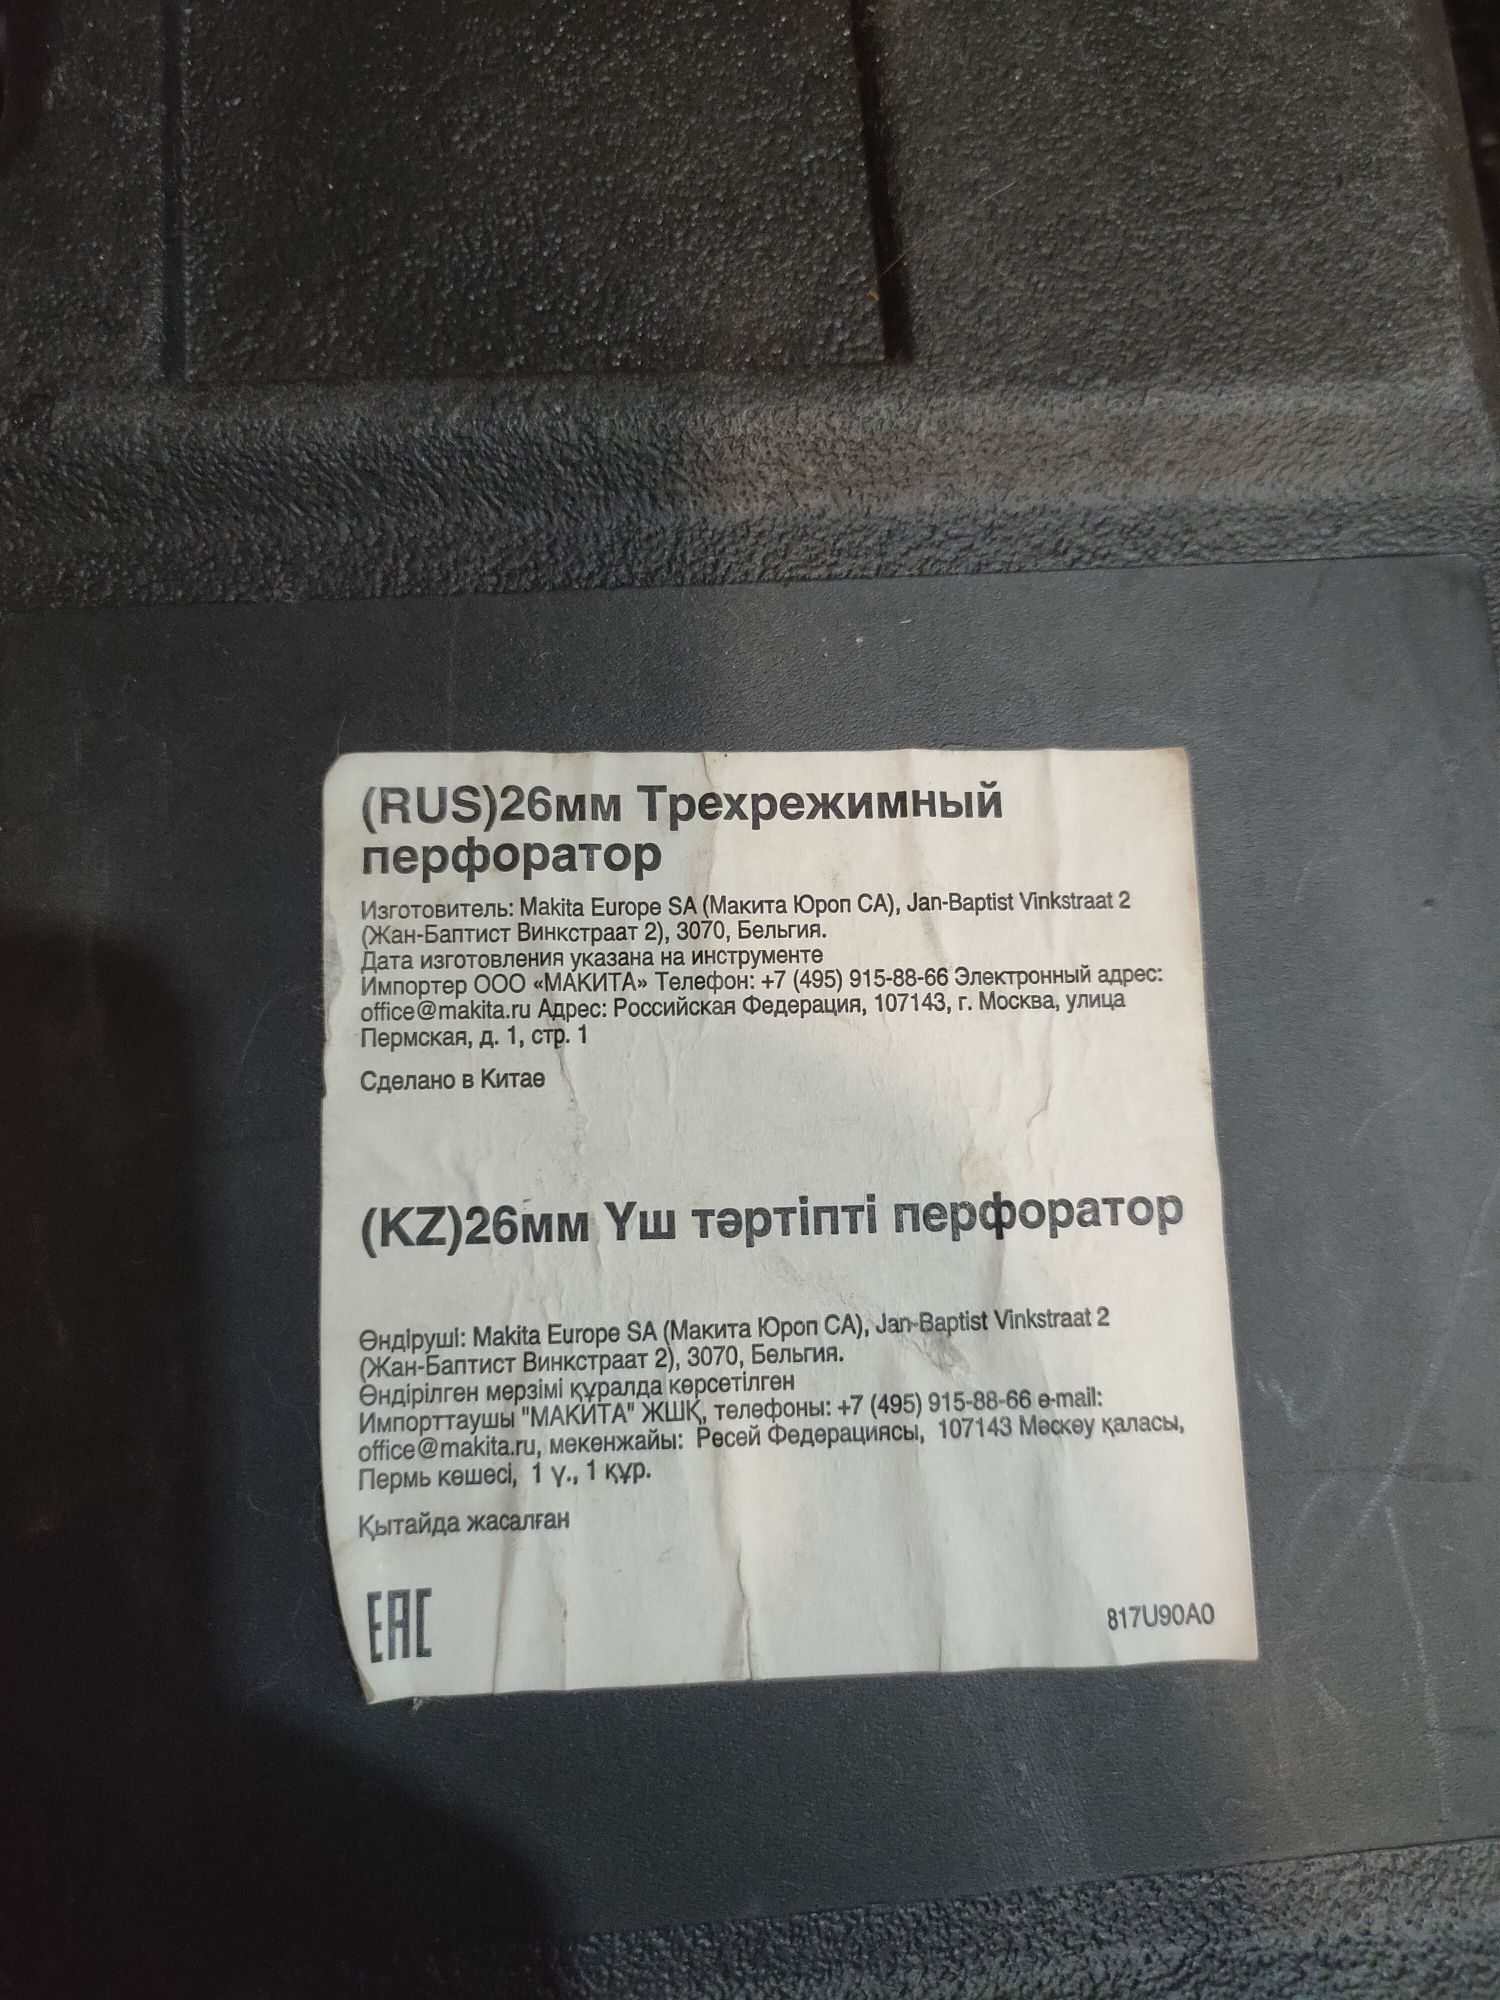 (RUS)26мм Трехрежимный
перфоратор
Изготовитель: Makita Europe SA (Макита Юроп СА), Jan-Baptist Vinkstraat 2
(Жан-Баптист Винкстраат 2), 3070, Бельгия.
Дата изготовления указана на инструменте
Импортер ООО «МАКИТА» Телефон: +7 (495) 915-88-66 Электронный адрес:
office@makita.ru Адрес: Российская Федерация, 107143, г. Москва, улица
Пермская, д. 1, стр. 1
Сделано в Китае
(KZ)26мм Үш тәртіпті перфоратор
Өндіруші: Makita Europe SA (Макита Юроп СА), Jan-Baptist Vinkstraat 2
(Жан-Баптист Винкстраат 2), 3070, Бельгия.
Өндірілген мерзімі құралда көрсетілген
Импорттаушы "МАКИТА" ЖШҚ, телефоны: +7 (495) 915-88-66 e-mail:
office@makita.ru, мекенжайы: Ресей Федерациясы, 107143 Мәскеу қаласы,
Пермь көшесі, 1 ү., 1 құр.
Қытайда жасалған
EAC
817U90A0